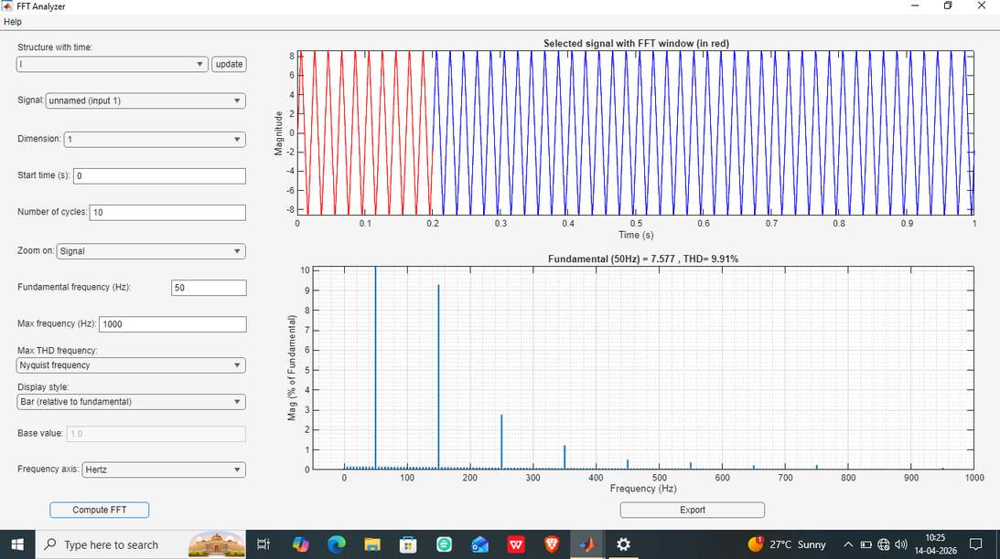 FFT Analyzer
Help
Structure with time:
I
update
Signal: unnamed (input 1)
Dimension: 1
Start time (s): 0
Number of cycles: 10
Zoom on: Signal
Fundamental frequency (Hz): 50
Max frequency (Hz): 1000
Max THD frequency:
Nyquist frequency
Display style:
Bar (relative to fundamental)
Base value: 1.0
Frequency axis: Hertz
Compute FFT
Selected signal with FFT window (in red)
Magnitude
8
6
4
2
0
-2
-4
-6
-8
0 0.1 0.2 0.3 0.4 0.5 0.6 0.7 0.8 0.9 1
Time (s)
Fundamental (50Hz) = 7.577 , THD= 9.91%
Mag (% of Fundamental)
10
9
8
7
6
5
4
3
2
1
0
0 100 200 300 400 500 600 700 800 900 1000
Frequency (Hz)
Export
Type here to search
27°C Sunny
10:25
14-04-2026